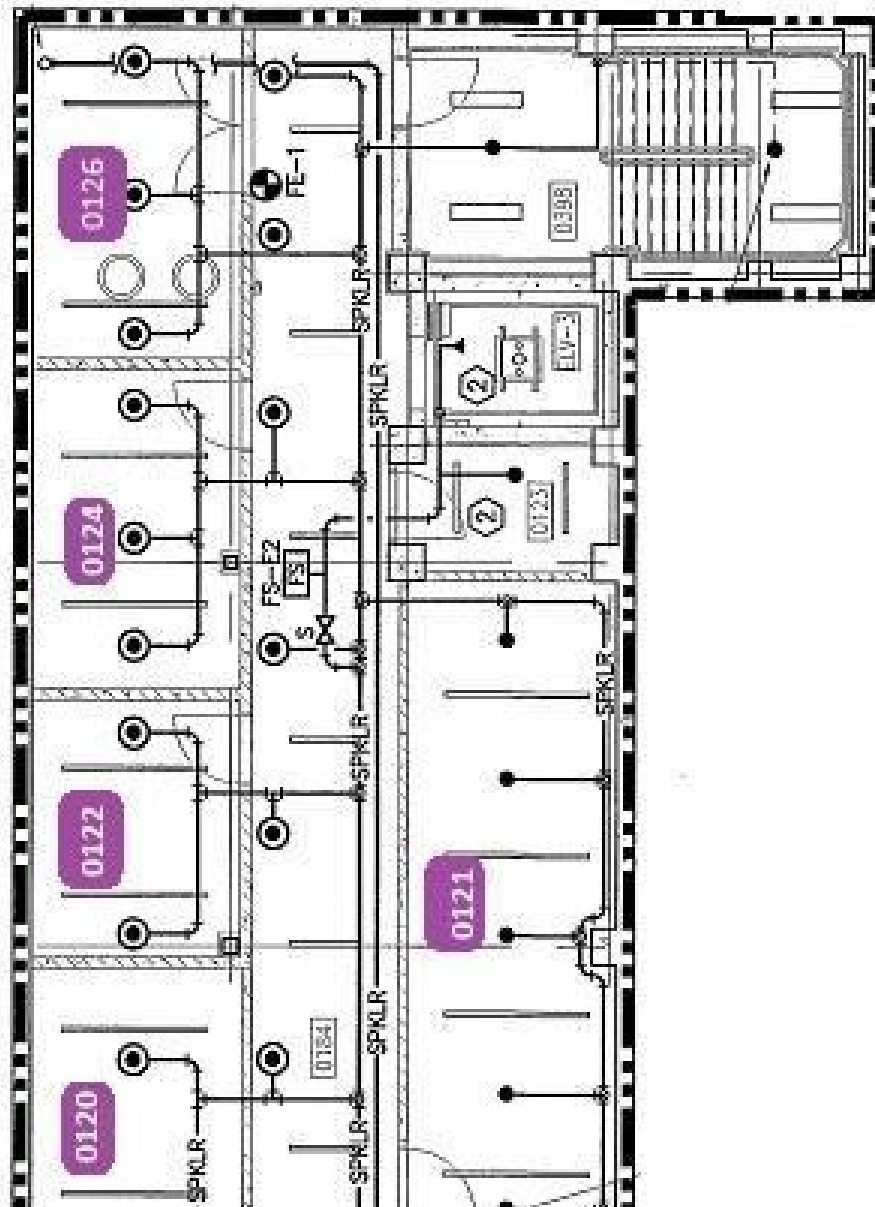 0126
FE-1
0398
SPKLR
ELV-3
2
SPKLR
0124
FS-E2
FS
2
0123
S
SPKLR
SPKLR
0122
0121
0184
SPKLR
0120
SPKLR
SPKLR